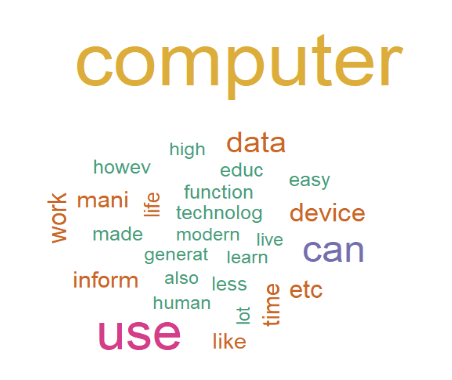 computer
high
data
howev
educ
easy
work
mani
life
function
technolog
device
made
modern
live
can
generat
learn
inform
also
less
time
etc
human
lot
use
like